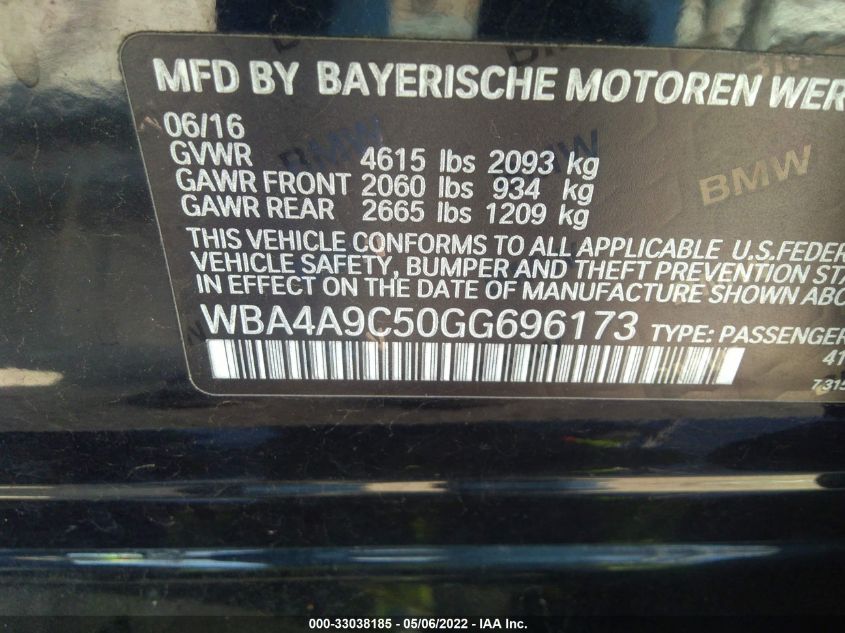 MFD BY BAYERISCHE MOTOREN WER
06/16
GVWR 4615 lbs 2093 kg
GAWR FRONT 2060 lbs 934 kg
GAWR REAR 2665 lbs 1209 kg
BMW BMW
THIS VEHICLE CONFORMS TO ALL APPLICABLE U.S.FEDER
VEHICLE SAFETY, BUMPER AND THEFT PREVENTION STA
IN EFFECT ON THE DATE OF MANUFACTURE SHOWN ABO
WBA4A9C50GG696173 TYPE: PASSENGER
41
7315
000-33038185 - 05/06/2022 - IAA Inc.